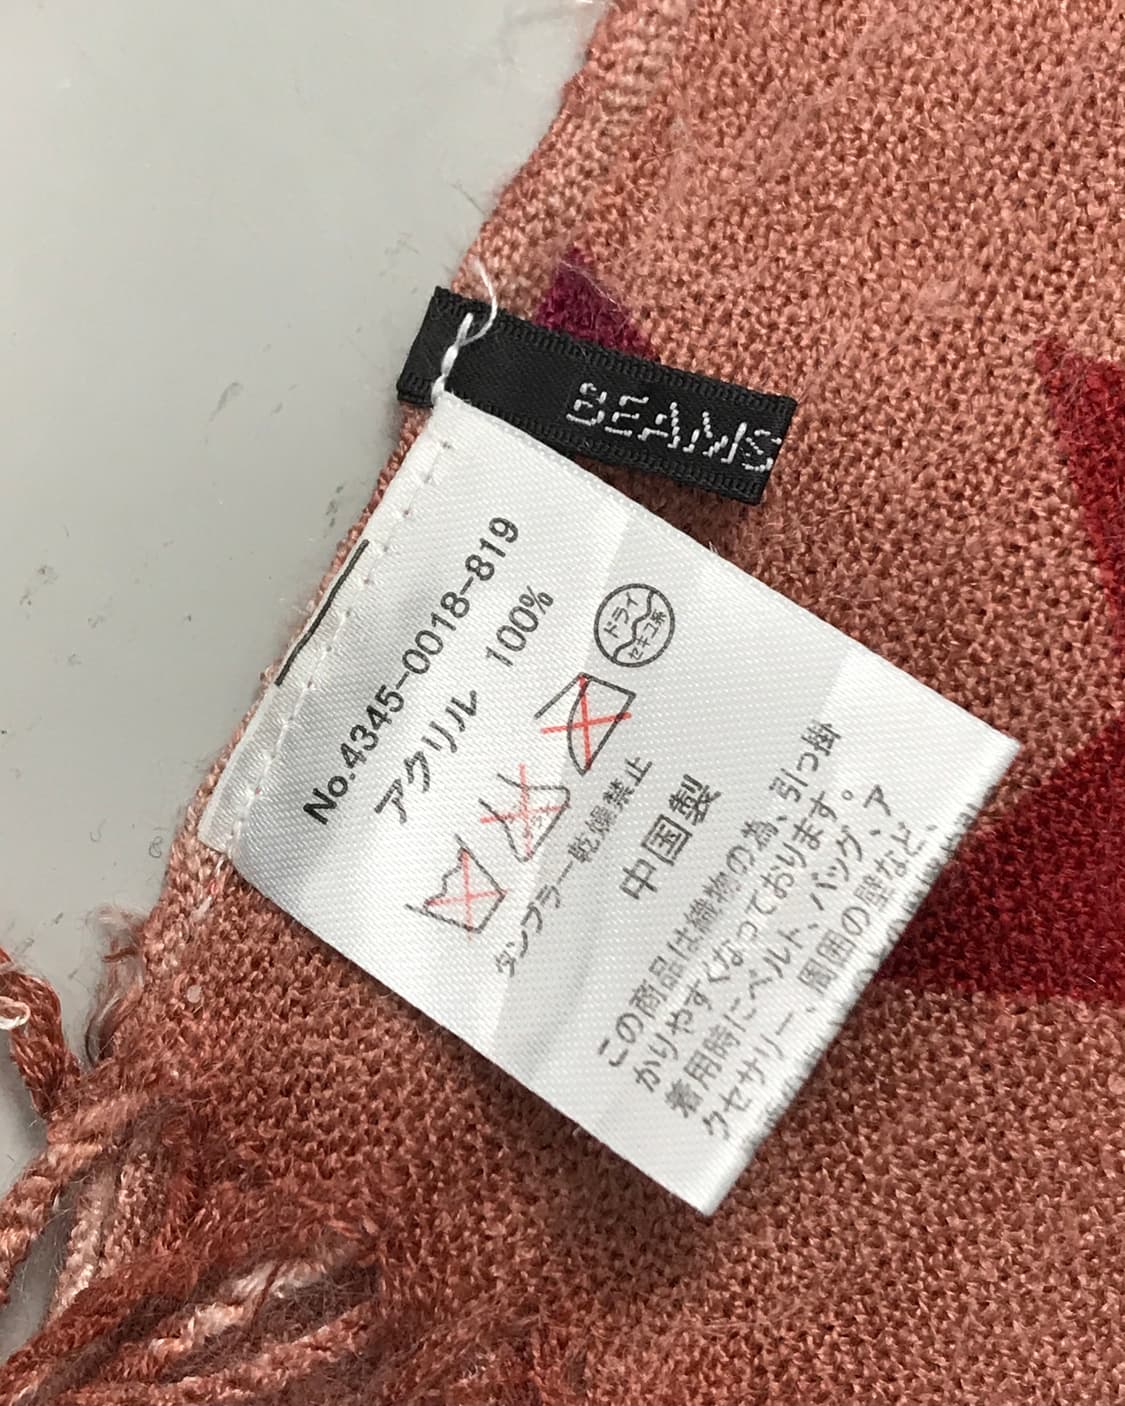 BEAMS
No.4345-0018-819
アクリル 100%
ドライ
セキユ系
タンブラー乾燥禁止
中国製
この商品は織物の為、引っ掛
かりやすくなっております。
着用時にベルト、バッグ、ア
クセサリー、周囲の壁など、